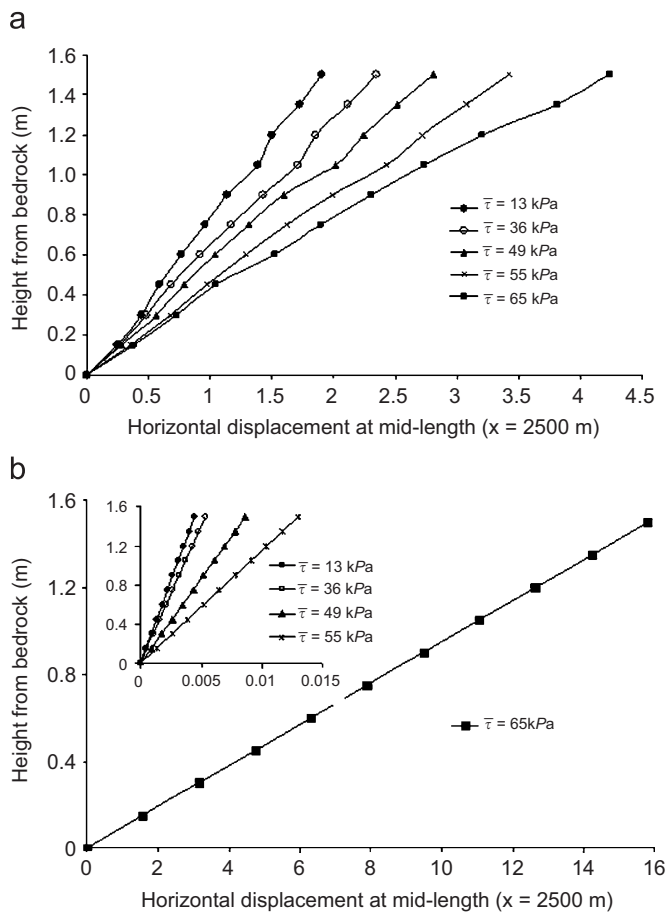 a
1.6
1.4
1.2
1.0
0.8
0.6
0.4
0.2
0
Height from bedrock (m)
τ̅ = 13 kPa
τ̅ = 36 kPa
τ̅ = 49 kPa
τ̅ = 55 kPa
τ̅ = 65 kPa
0 0.5 1 1.5 2 2.5 3 3.5 4 4.5
Horizontal displacement at mid-length (x = 2500 m)
b
1.6
1.2
0.8
0.4
0
Height from bedrock (m)
1.6
1.2
0.8
0.4
0
0 0.005 0.01 0.015
τ̅ = 13 kPa
τ̅ = 36 kPa
τ̅ = 49 kPa
τ̅ = 55 kPa
τ̅ = 65kPa
0 2 4 6 8 10 12 14 16
Horizontal displacement at mid-length (x = 2500 m)